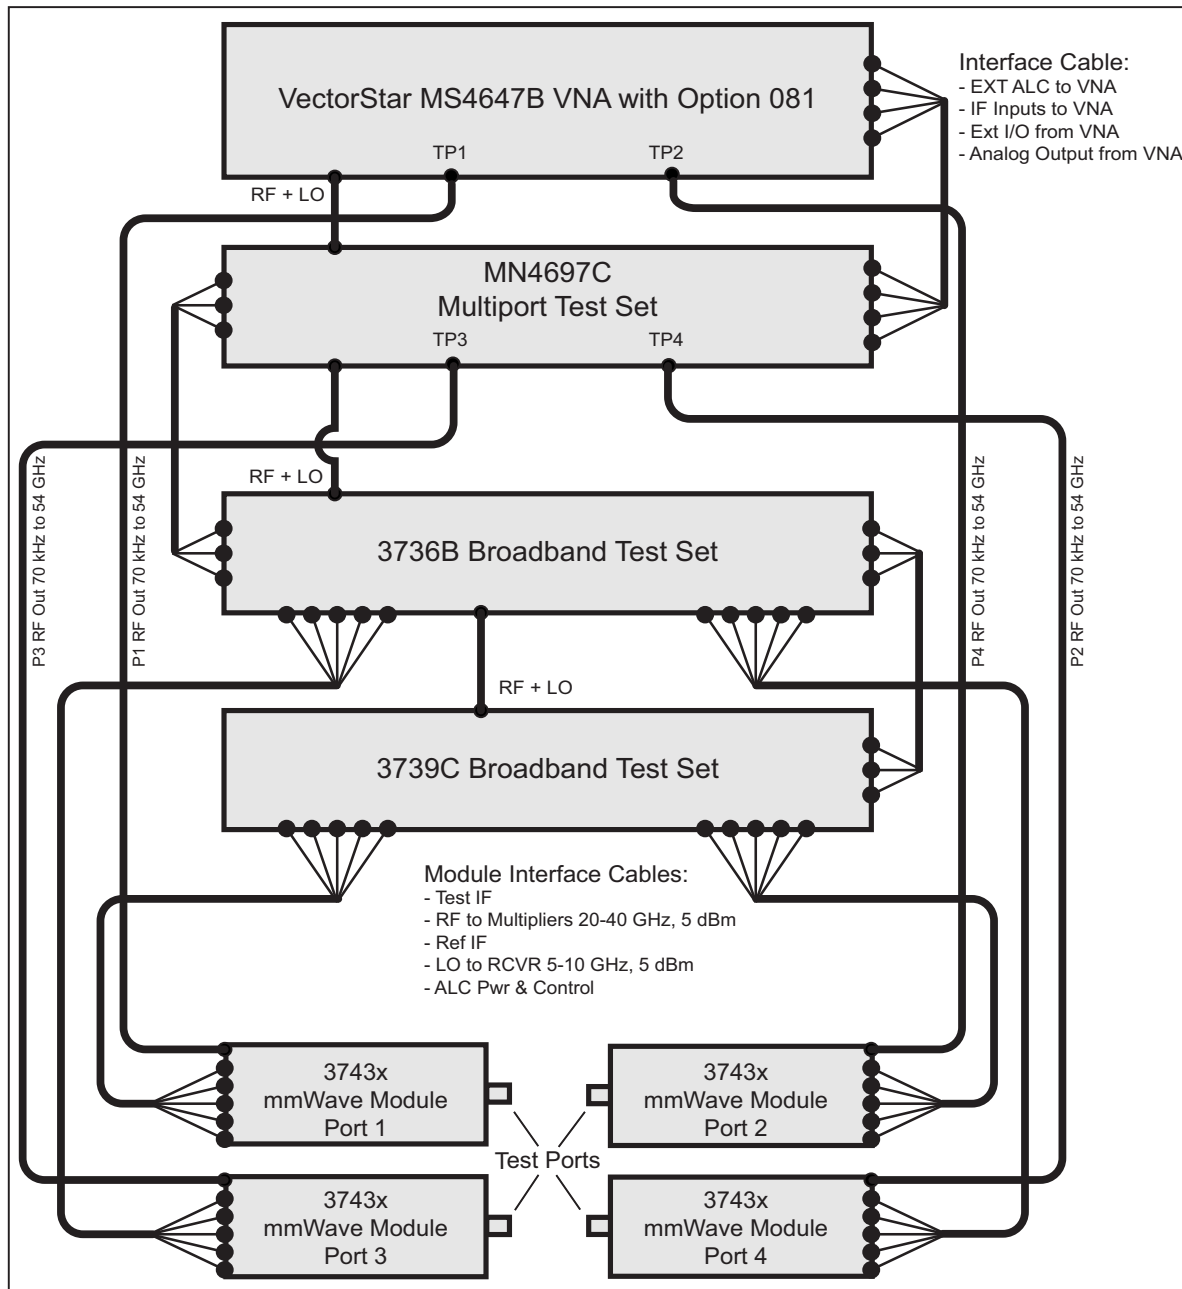 VectorStar MS4647B VNA with Option 081
Interface Cable:
- EXT ALC to VNA
- IF Inputs to VNA
- Ext I/O from VNA
- Analog Output from VNA
TP1
TP2
RF + LO
MN4697C
Multiport Test Set
TP3
TP4
RF + LO
P3 RF Out 70 kHz to 54 GHz
P1 RF Out 70 kHz to 54 GHz
P4 RF Out 70 kHz to 54 GHz
P2 RF Out 70 kHz to 54 GHz
3736B Broadband Test Set
RF + LO
3739C Broadband Test Set
Module Interface Cables:
- Test IF
- RF to Multipliers 20-40 GHz, 5 dBm
- Ref IF
- LO to RCVR 5-10 GHz, 5 dBm
- ALC Pwr & Control
3743x
mmWave Module
Port 1
3743x
mmWave Module
Port 2
Test Ports
3743x
mmWave Module
Port 3
3743x
mmWave Module
Port 4